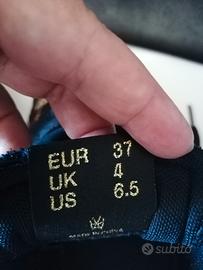 EUR 37
UK 4
US 6.5
MADE IN CHINA
subito